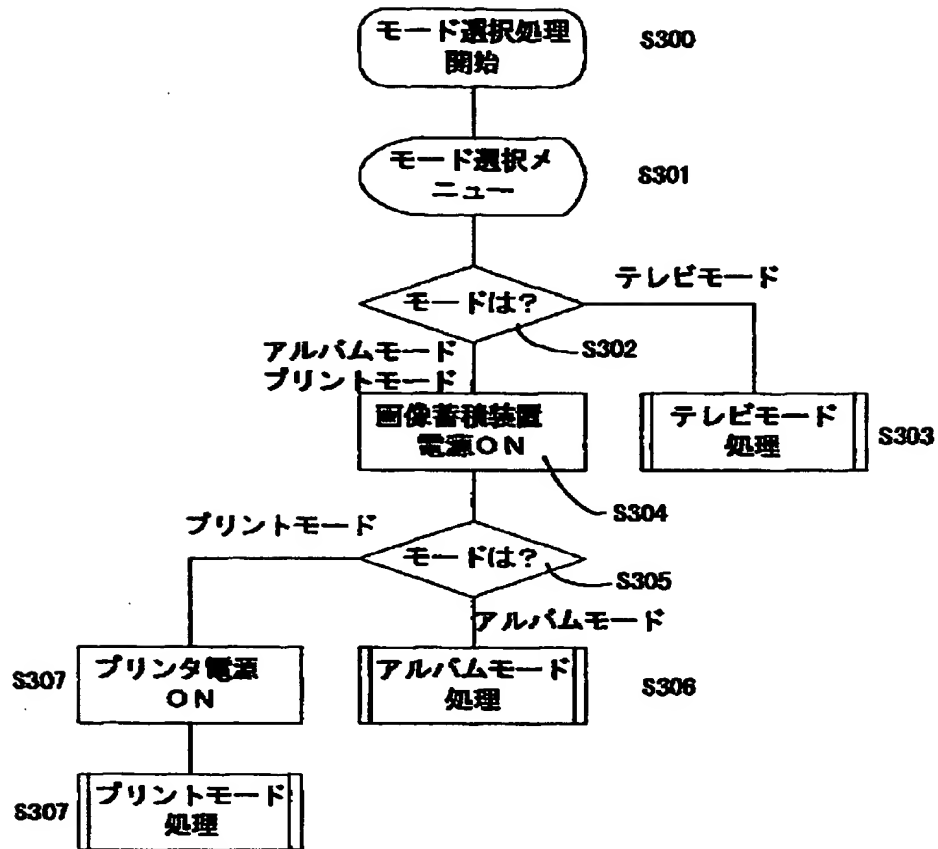 モード選択処理
開始
S300
モード選択メ
ニュー
S301
モードは?
テレビモード
S302
アルバムモード
プリントモード
画像蓄積装置
電源ON
テレビモード
処理
S303
S304
プリントモード
モードは?
S305
アルバムモード
S307
プリンタ電源
ON
アルバムモード
処理
S306
S307
プリントモード
処理